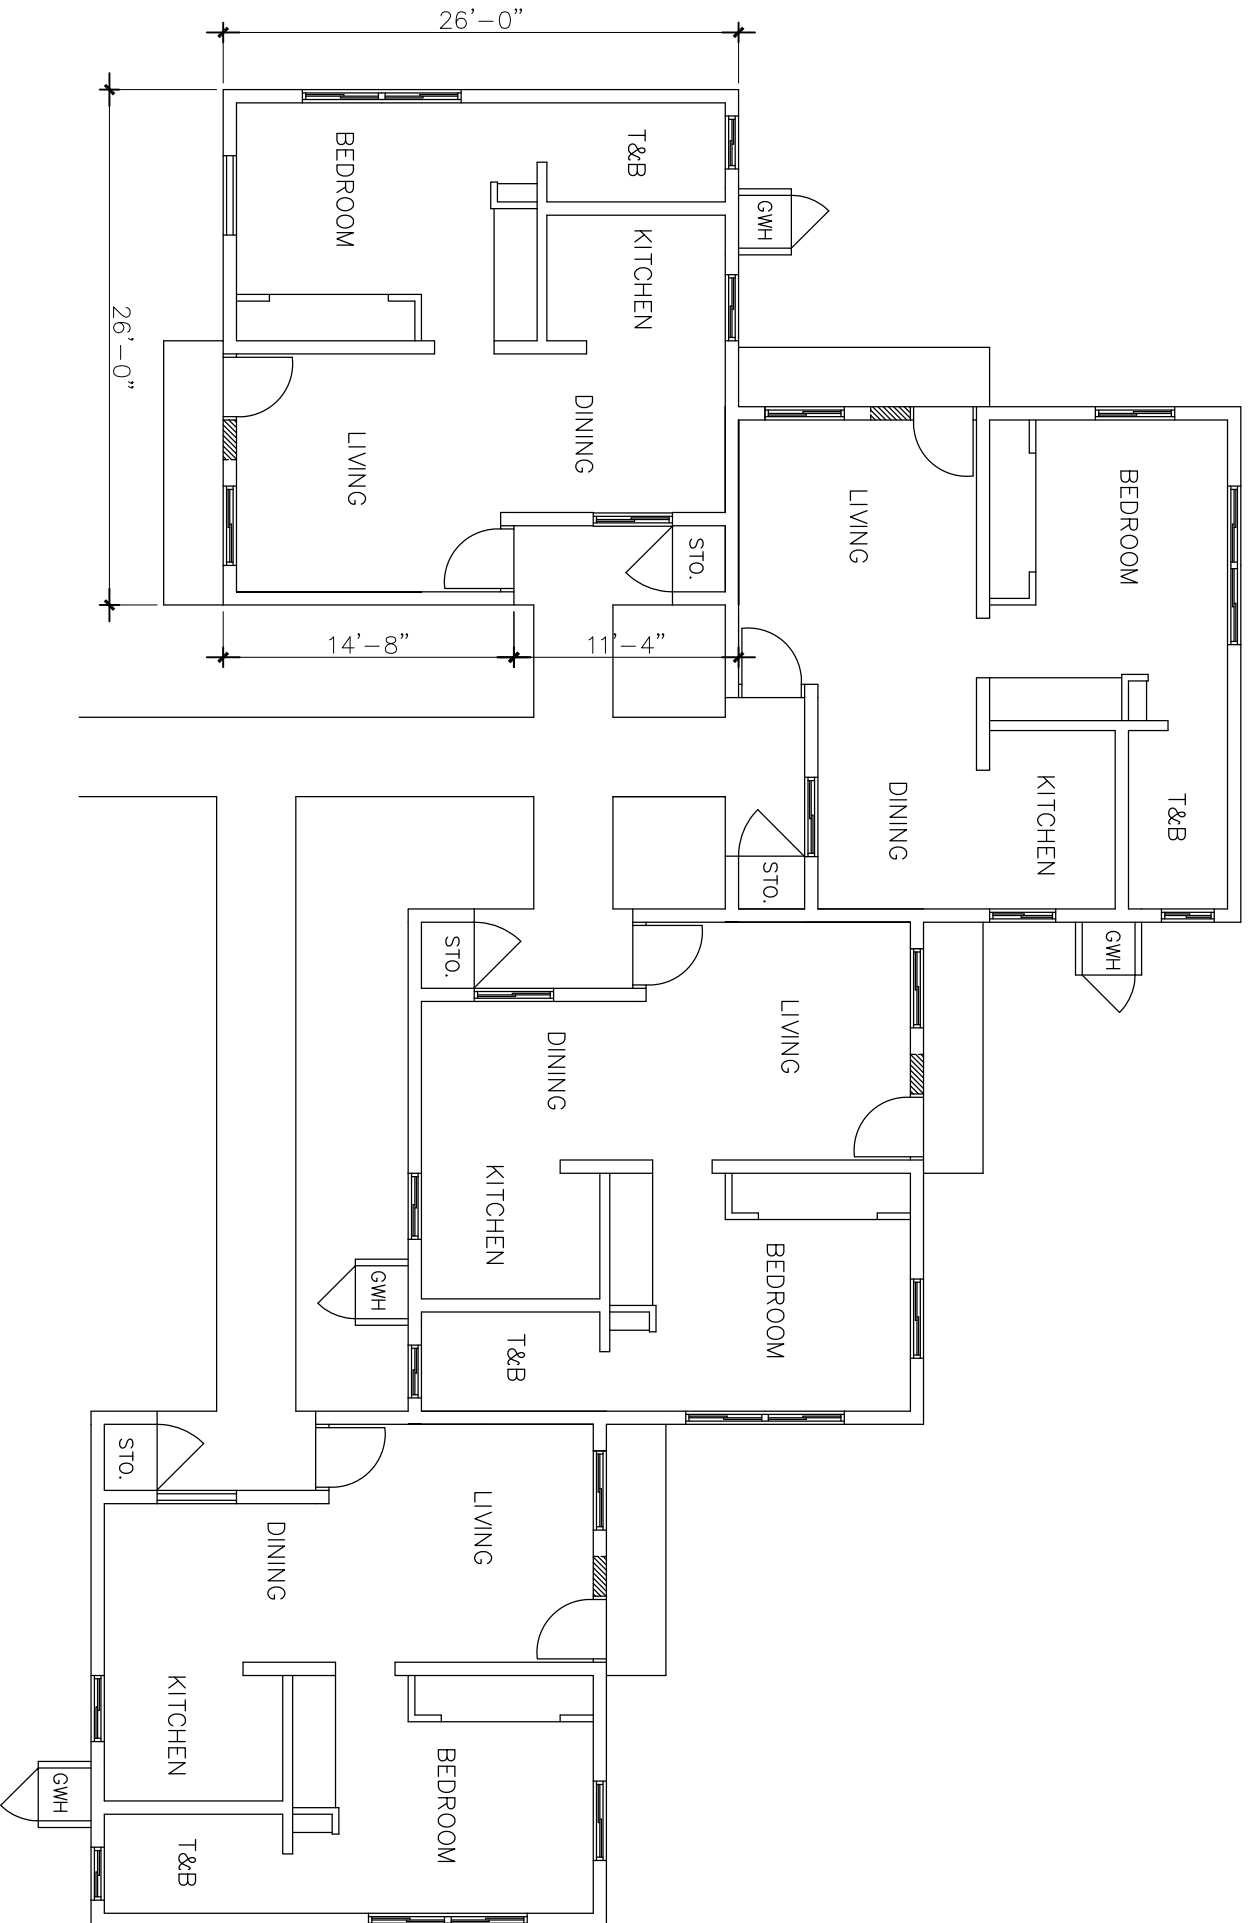 26'-0"
26'-0"
BEDROOM
T&B
GWH
KITCHEN
DINING
LIVING
STO.
14'-8"
11'-4"
BEDROOM
LIVING
DINING
KITCHEN
T&B
STO.
GWH
STO.
LIVING
DINING
KITCHEN
BEDROOM
GWH
T&B
STO.
LIVING
DINING
KITCHEN
BEDROOM
GWH
T&B